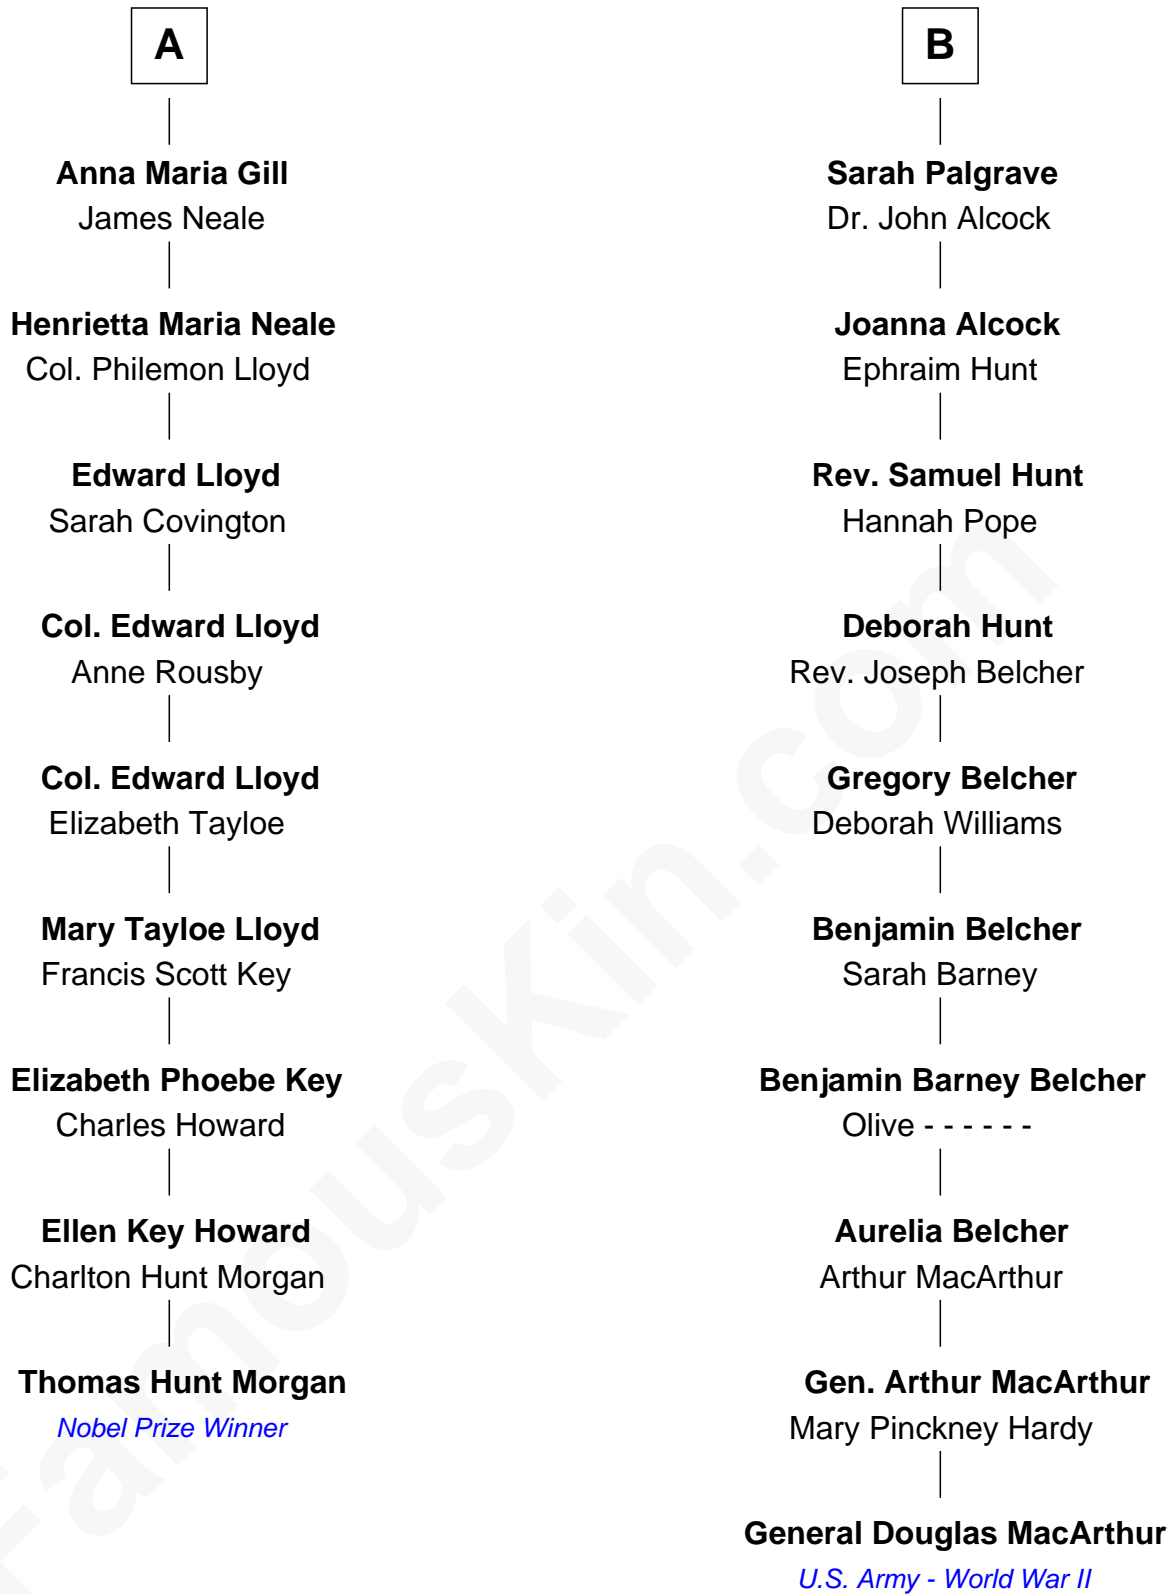 A
Anna Maria Gill
James Neale
Henrietta Maria Neale
Col. Philemon Lloyd
Edward Lloyd
Sarah Covington
Col. Edward Lloyd
Anne Rousby
Col. Edward Lloyd
Elizabeth Tayloe
Mary Tayloe Lloyd
Francis Scott Key
Elizabeth Phoebe Key
Charles Howard
Ellen Key Howard
Charlton Hunt Morgan
Thomas Hunt Morgan
Nobel Prize Winner
B
Sarah Palgrave
Dr. John Alcock
Joanna Alcock
Ephraim Hunt
Rev. Samuel Hunt
Hannah Pope
Deborah Hunt
Rev. Joseph Belcher
Gregory Belcher
Deborah Williams
Benjamin Belcher
Sarah Barney
Benjamin Barney Belcher
Olive - - - - - -
Aurelia Belcher
Arthur MacArthur
Gen. Arthur MacArthur
Mary Pinckney Hardy
General Douglas MacArthur
U.S. Army - World War II
FamousKin.com